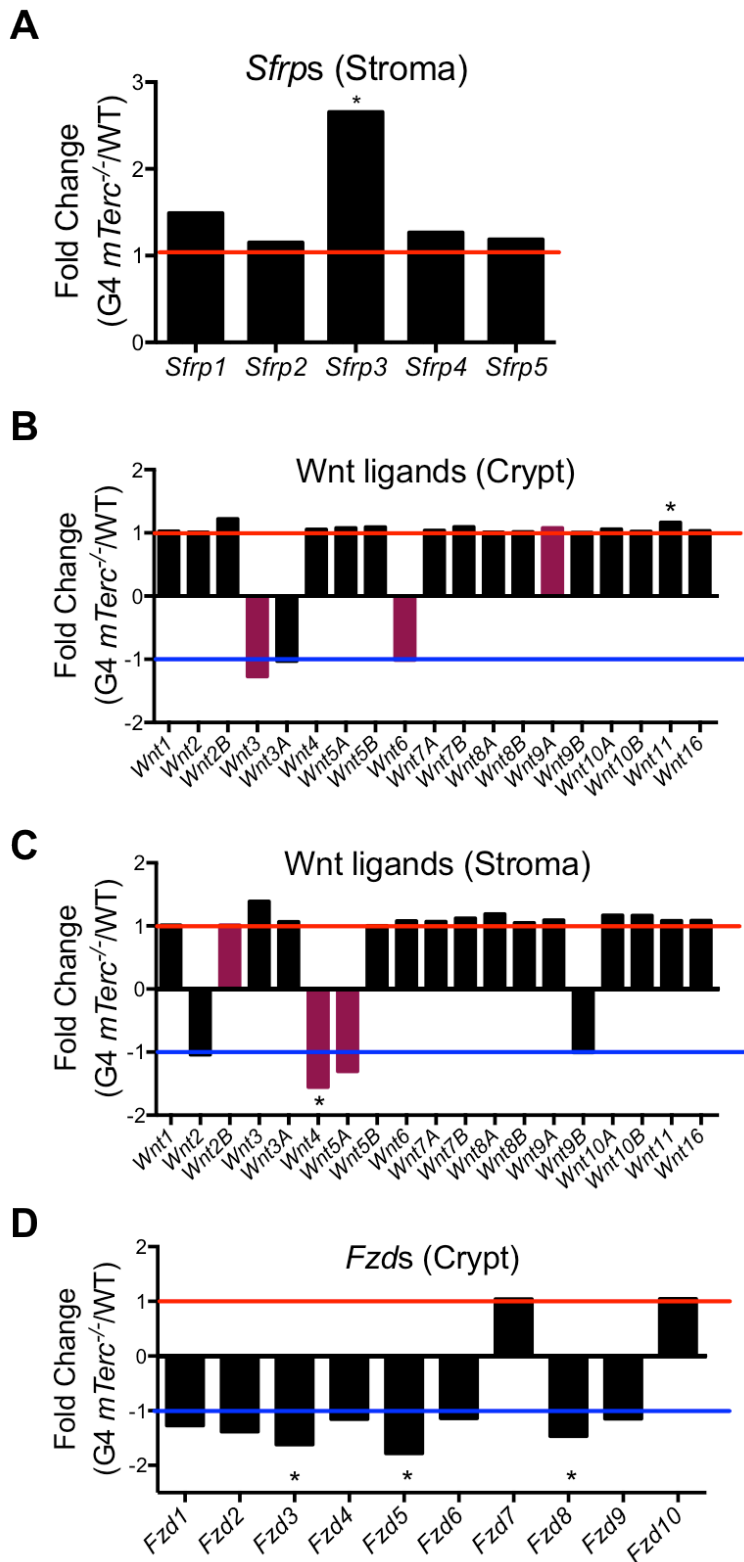 A
Sfrps (Stroma)
Fold Change
(G4 mTerc-/-/WT)
3
2
1
0
*
Sfrp1 Sfrp2 Sfrp3 Sfrp4 Sfrp5
B
Wnt ligands (Crypt)
Fold Change
(G4 mTerc-/-/WT)
2
1
0
-1
-2
*
Wnt1 Wnt2 Wnt2B Wnt3 Wnt3A Wnt4 Wnt5A Wnt5B Wnt6 Wnt7A Wnt7B Wnt8A Wnt8B Wnt9A Wnt9B Wnt10A Wnt10B Wnt11 Wnt16
C
Wnt ligands (Stroma)
Fold Change
(G4 mTerc-/-/WT)
2
1
0
-1
-2
*
Wnt1 Wnt2 Wnt2B Wnt3 Wnt3A Wnt4 Wnt5A Wnt5B Wnt6 Wnt7A Wnt7B Wnt8A Wnt8B Wnt9A Wnt9B Wnt10A Wnt10B Wnt11 Wnt16
D
Fzds (Crypt)
Fold Change
(G4 mTerc-/-/WT)
2
1
0
-1
-2
* * *
Fzd1 Fzd2 Fzd3 Fzd4 Fzd5 Fzd6 Fzd7 Fzd8 Fzd9 Fzd10